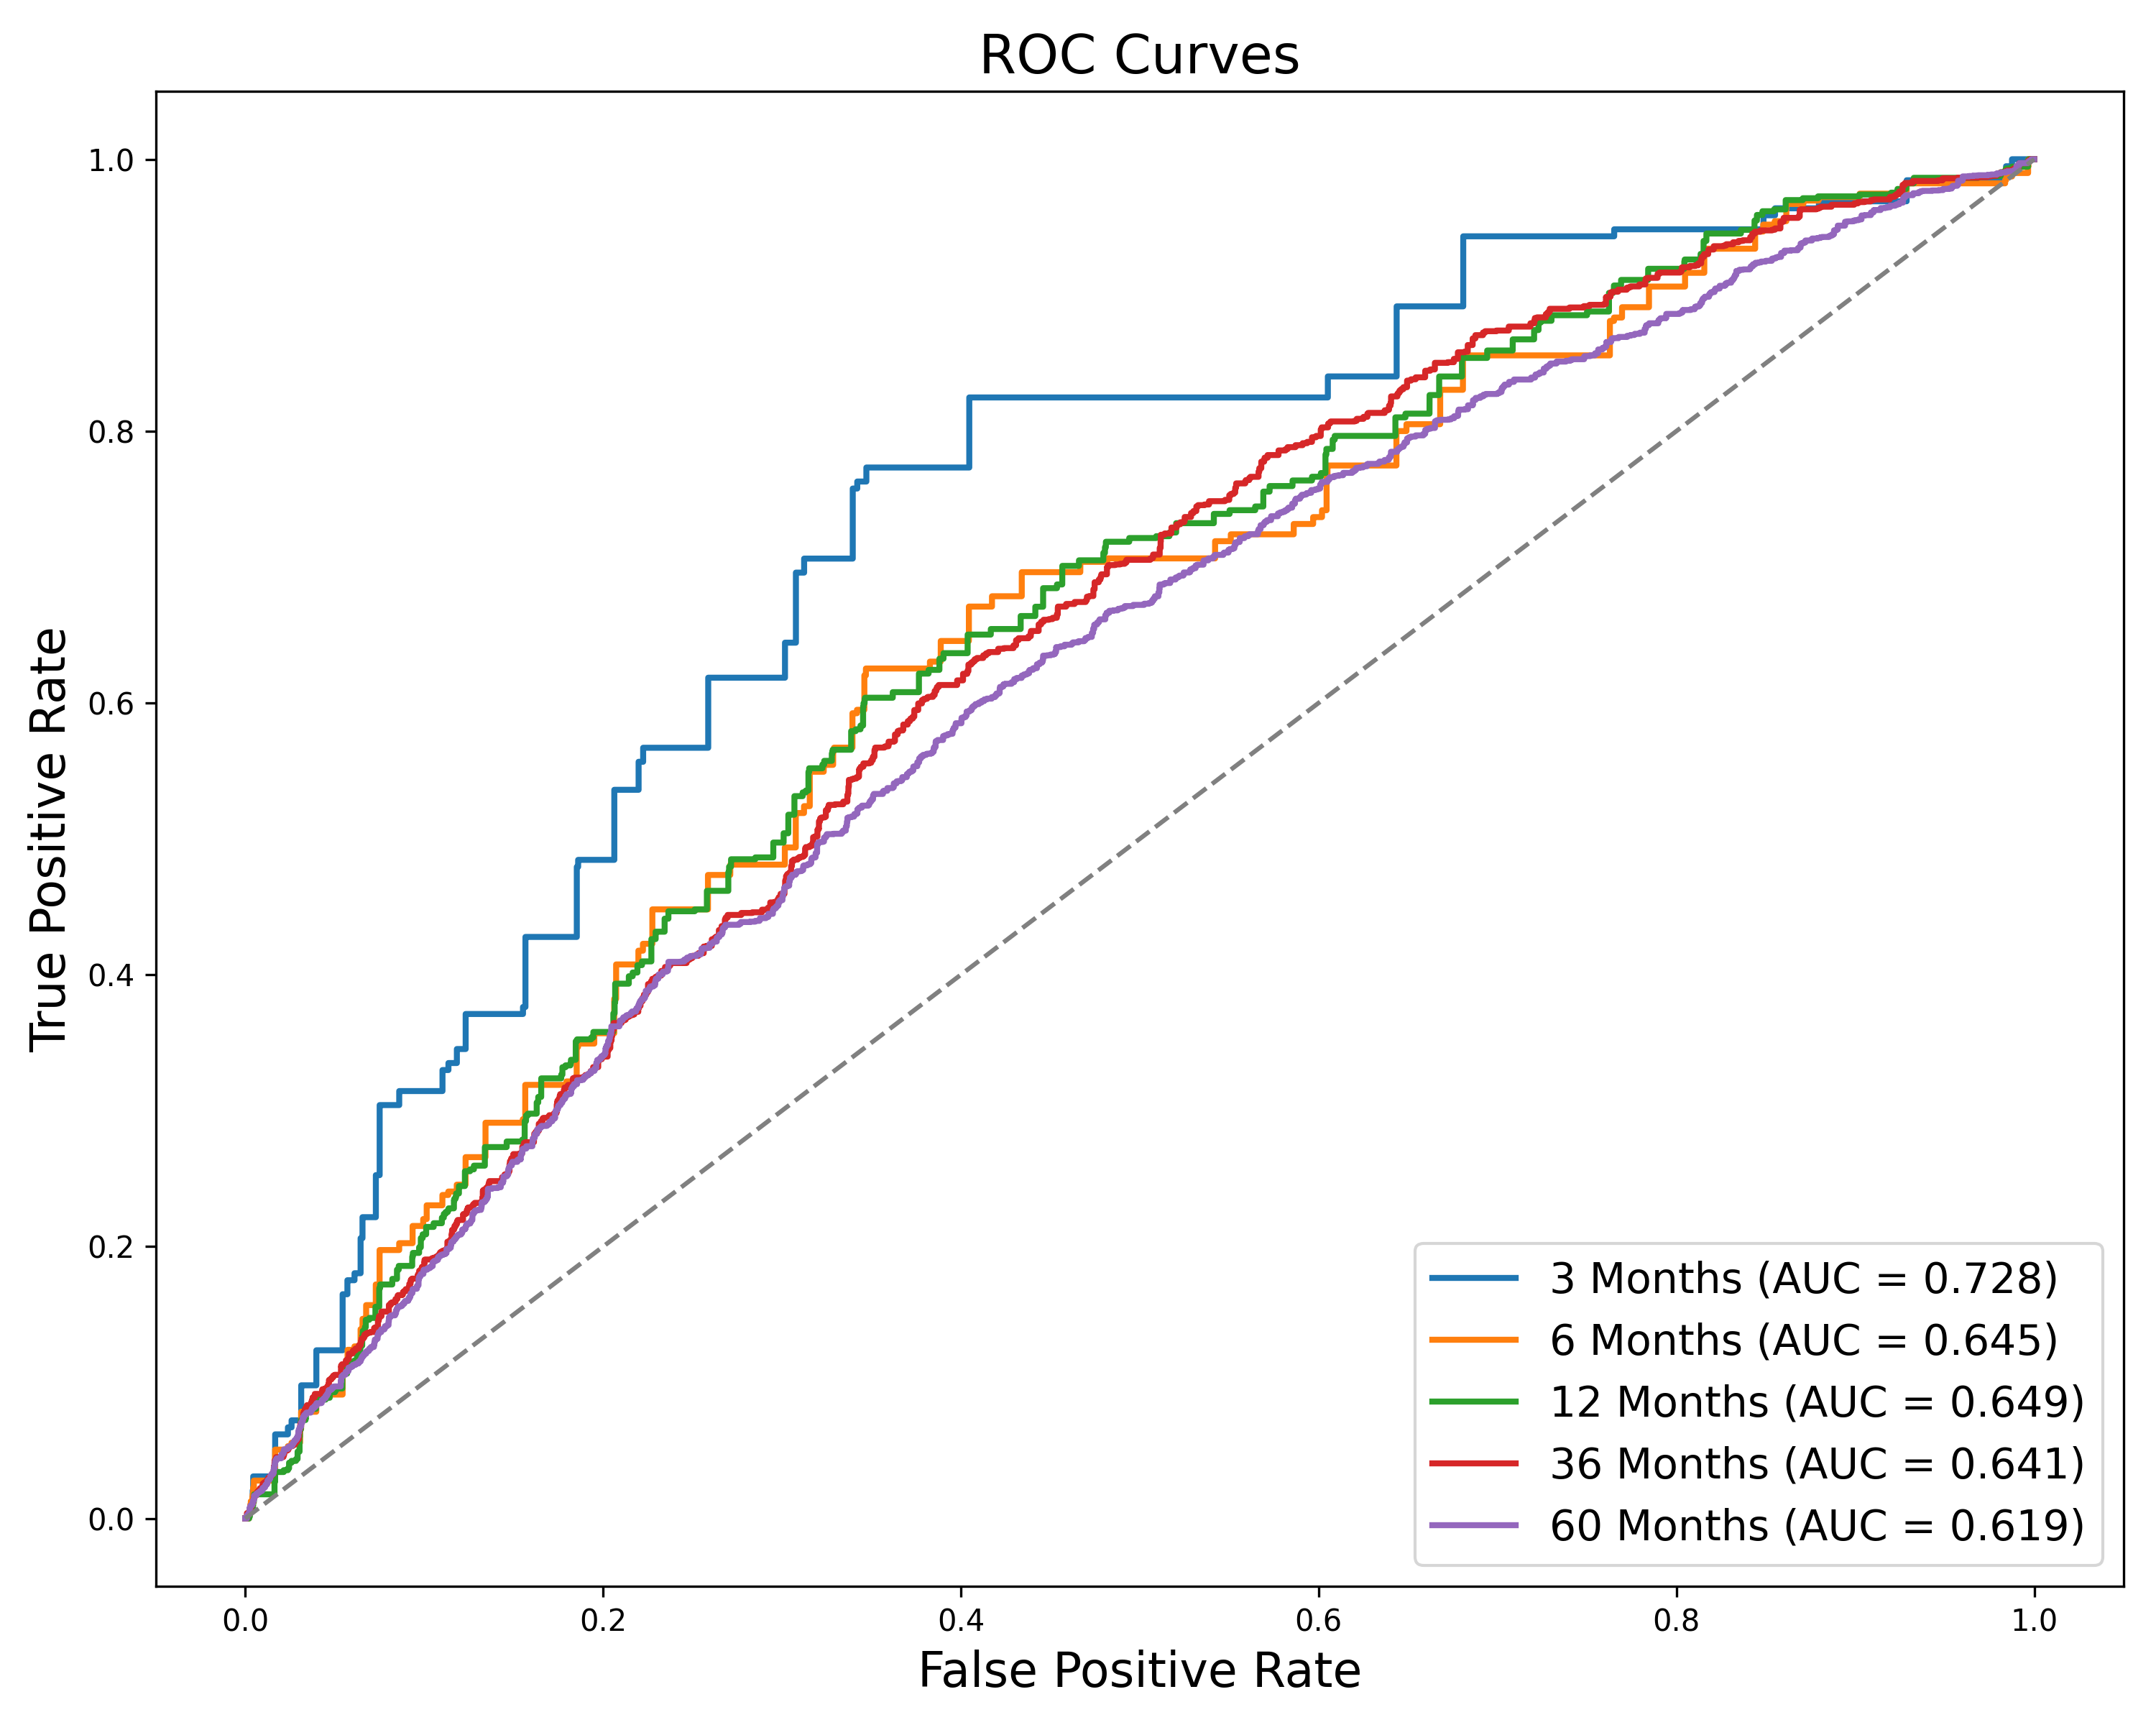 ROC Curves
True Positive Rate
1.0
0.8
0.6
0.4
0.2
0.0
0.0 0.2 0.4 0.6 0.8 1.0
False Positive Rate
3 Months (AUC = 0.728)
6 Months (AUC = 0.645)
12 Months (AUC = 0.649)
36 Months (AUC = 0.641)
60 Months (AUC = 0.619)